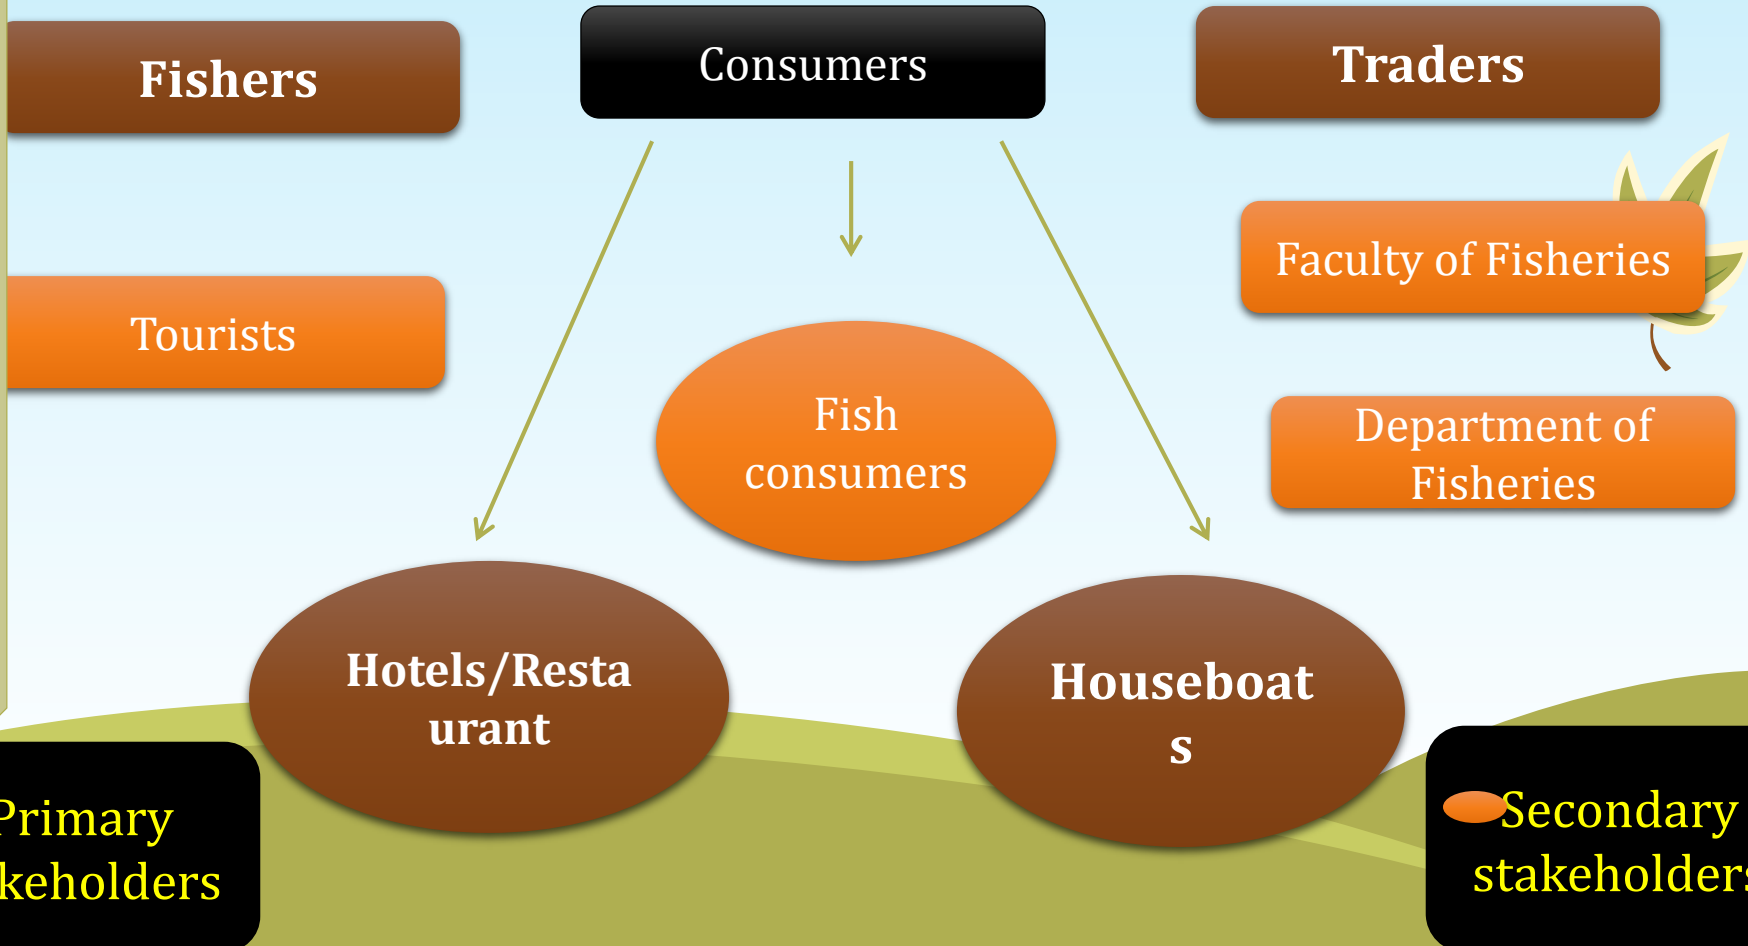 Fishers
Consumers
Traders
Faculty of Fisheries
Tourists
Fish
consumers
Department of
Fisheries
Hotels/Resta
urant
Houseboat
s
Primary
keholders
Secondary
stakeholders